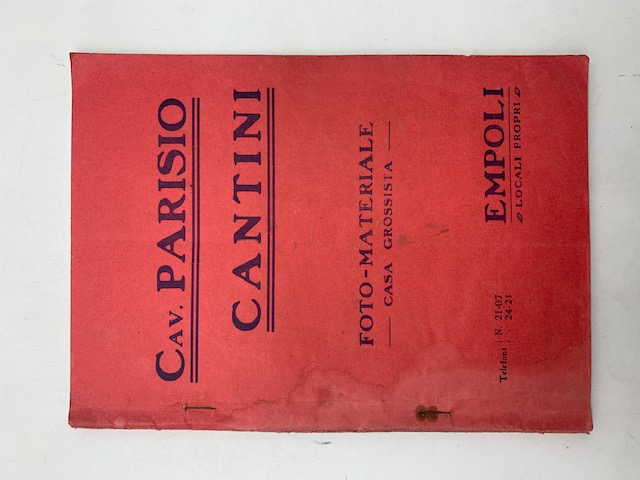 Cav. PARISIO
CANTINI
FOTO-MATERIALE
CASA GROSSISTA
EMPOLI
LOCALI PROPRI
Telefoni } N. 21-07
» 24-21